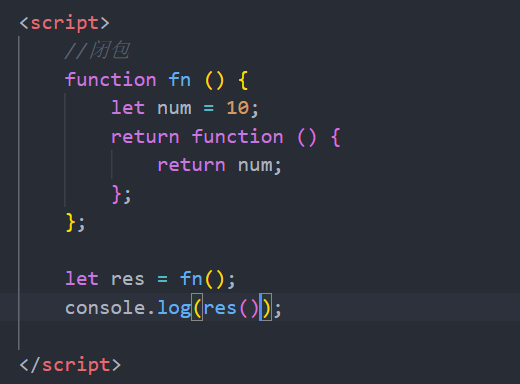 <script>
//闭包
function fn () {
let num = 10;
return function () {
return num;
};
};
let res = fn();
console.log(res());
</script>